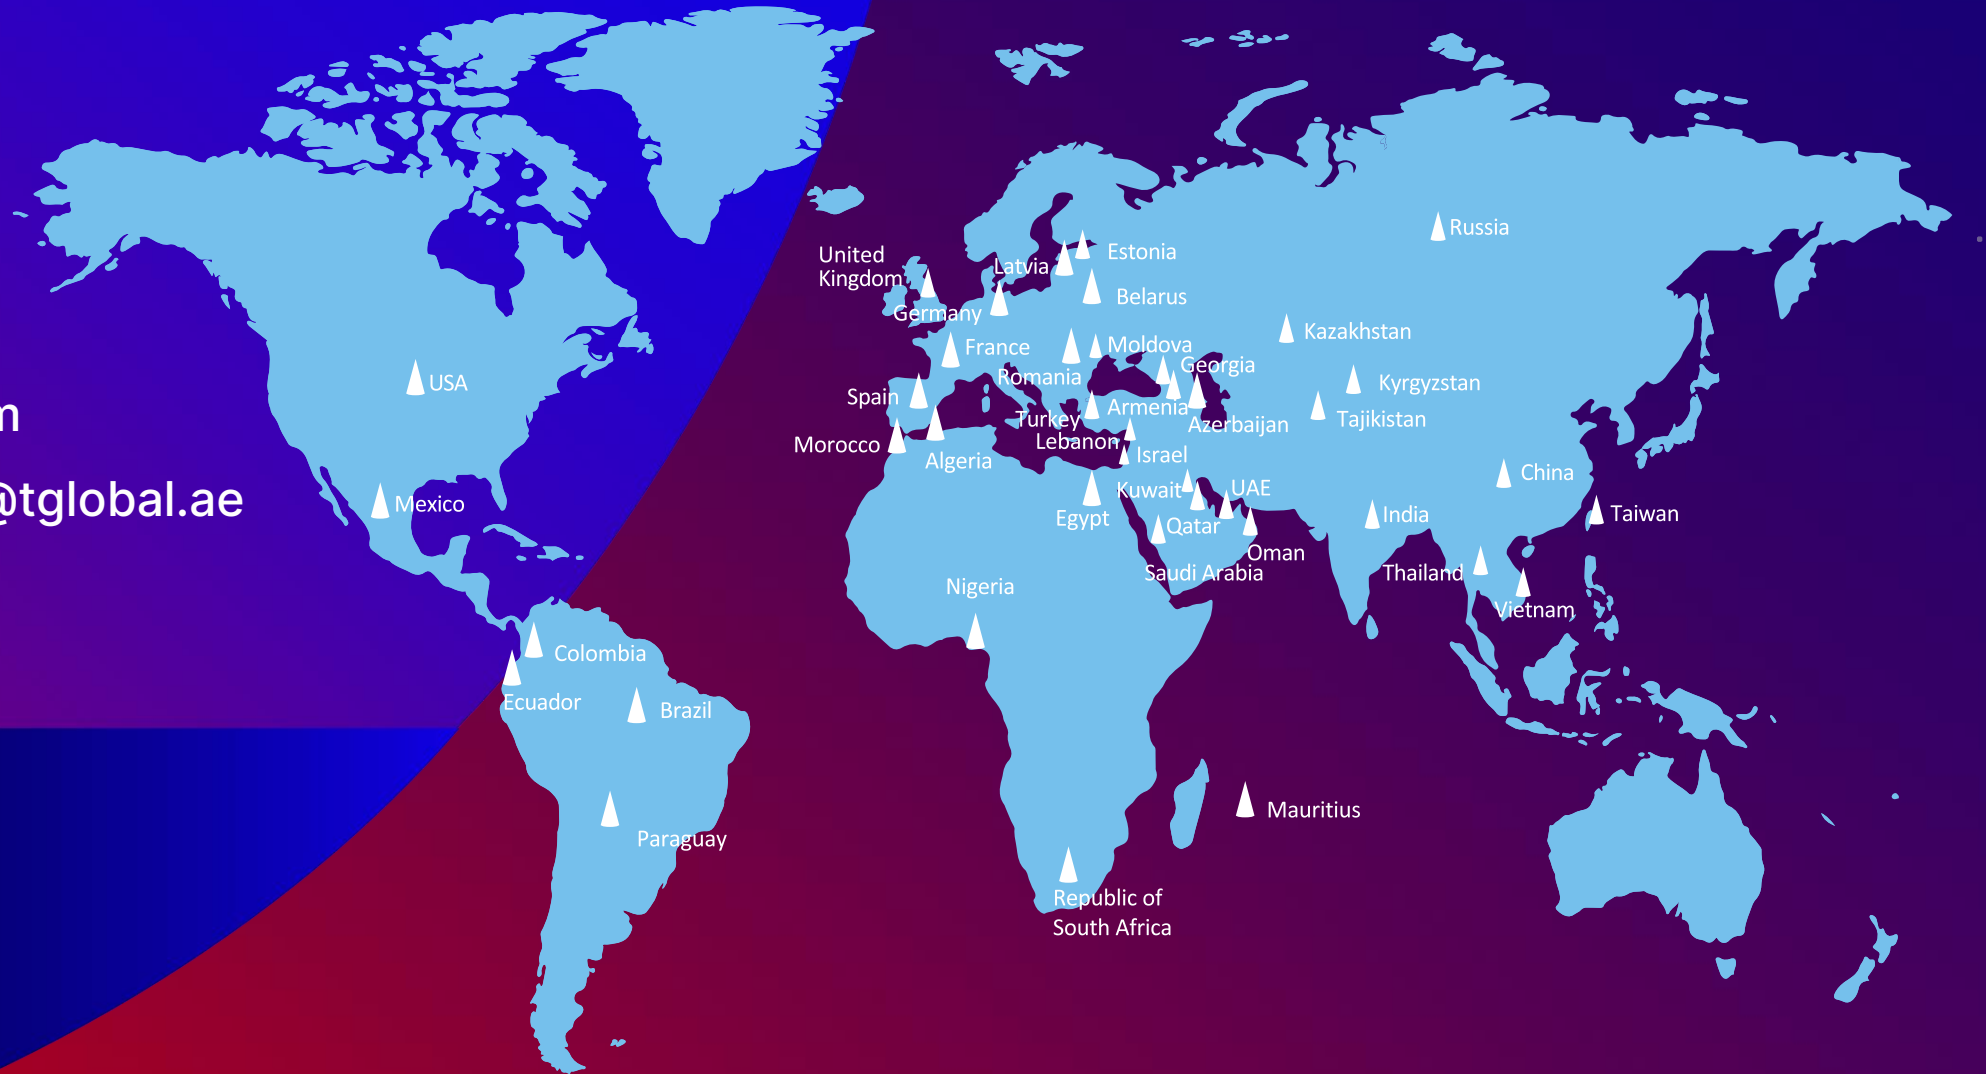 m
@tglobal.ae
USA
Mexico
Colombia
Ecuador
Brazil
Paraguay
United
Kingdom
Latvia
Estonia
Germany
Belarus
France
Moldova
Romania
Georgia
Spain
Turkey
Armenia
Azerbaijan
Morocco
Algeria
Lebanon
Israel
Kuwait
UAE
Egypt
Qatar
Oman
Saudi Arabia
Nigeria
Mauritius
Republic of
South Africa
Russia
Kazakhstan
Kyrgyzstan
Tajikistan
China
India
Taiwan
Thailand
Vietnam